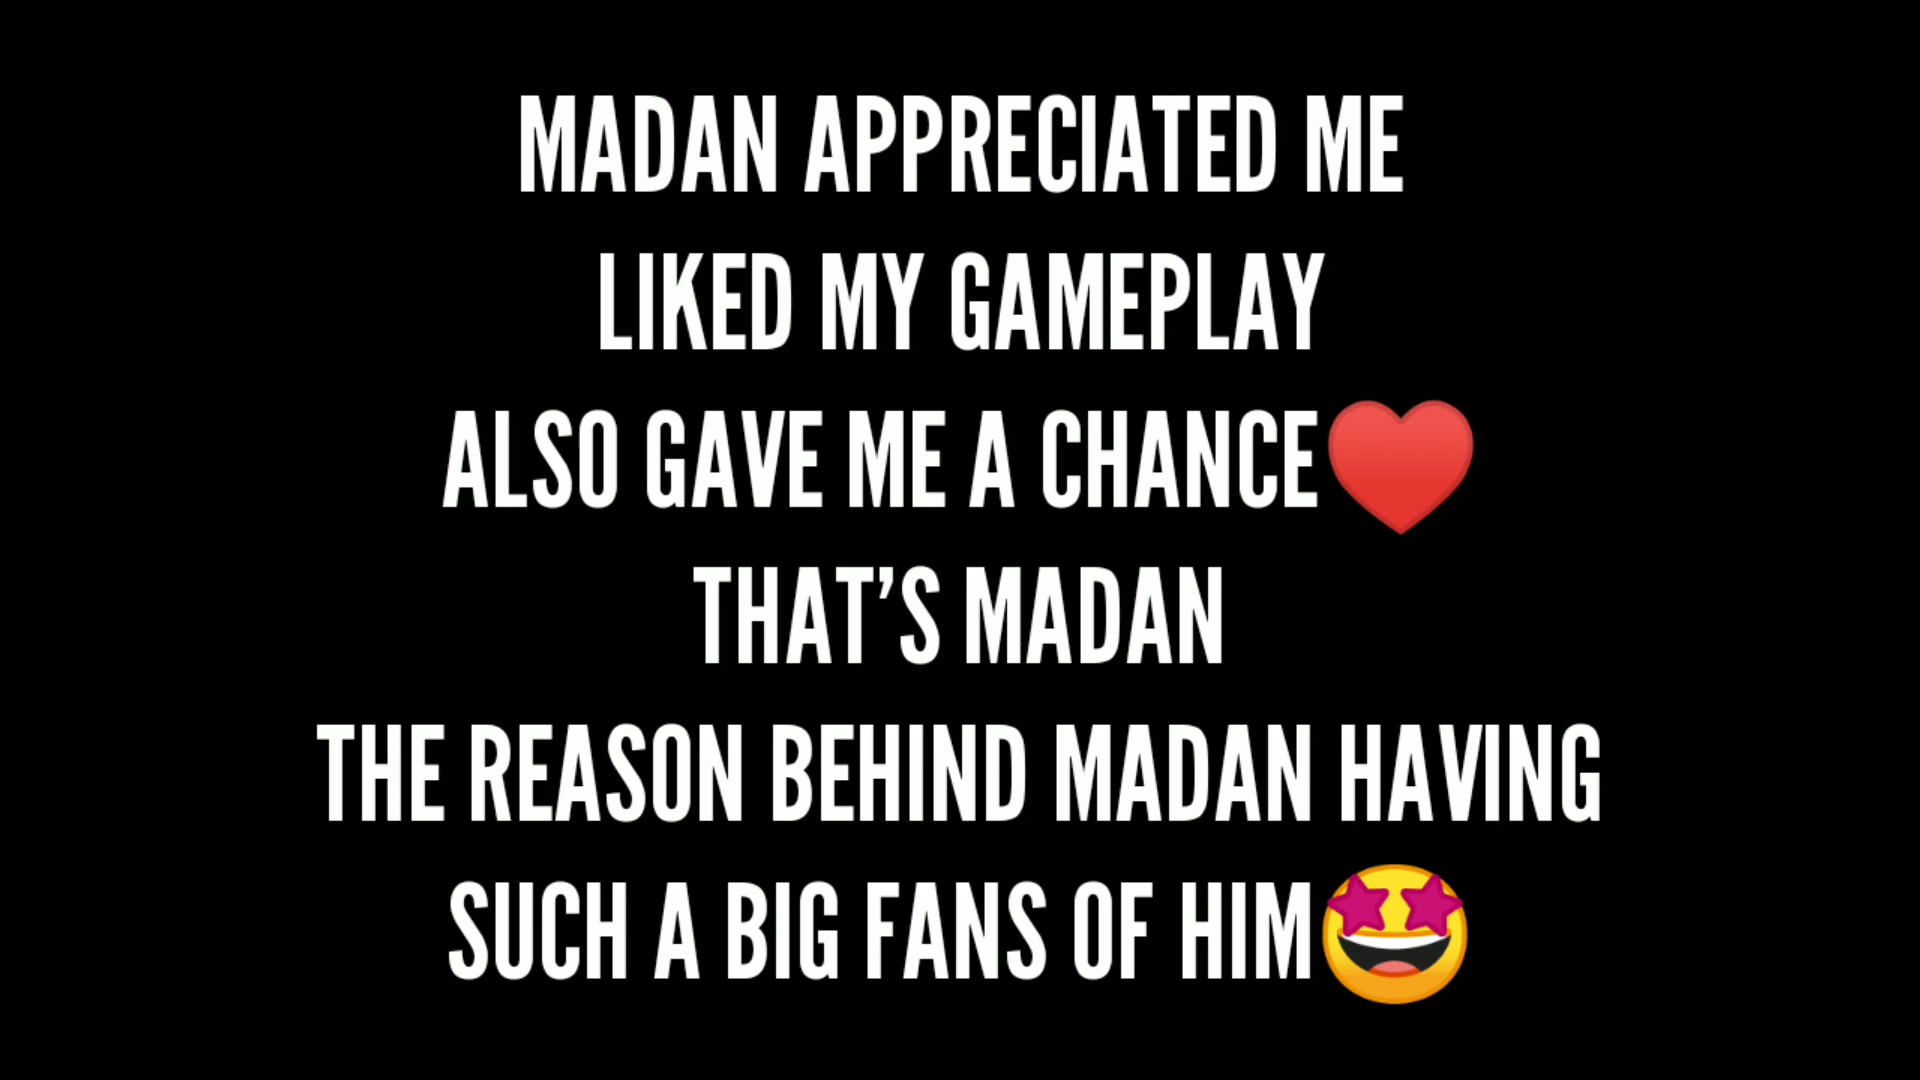 MADAN APPRECIATED ME
LIKED MY GAMEPLAY
ALSO GAVE ME A CHANCE♥️
THAT'S MADAN
THE REASON BEHIND MADAN HAVING
SUCH A BIG FANS OF HIM🤩